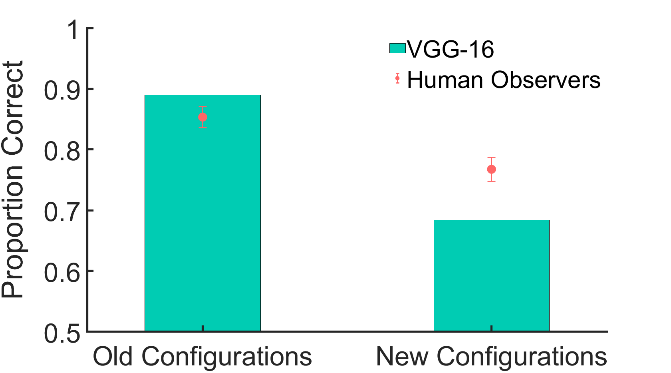 1
0.9
0.8
0.7
0.6
0.5
Proportion Correct
VGG-16
Human Observers
Old Configurations
New Configurations